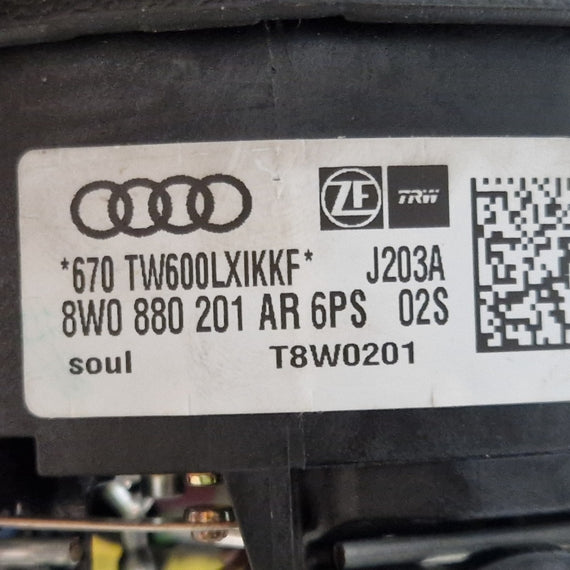 ZF TRW
*670 TW600LXIKKF* J203A
8W0 880 201 AR 6PS 02S
soul T8W0201